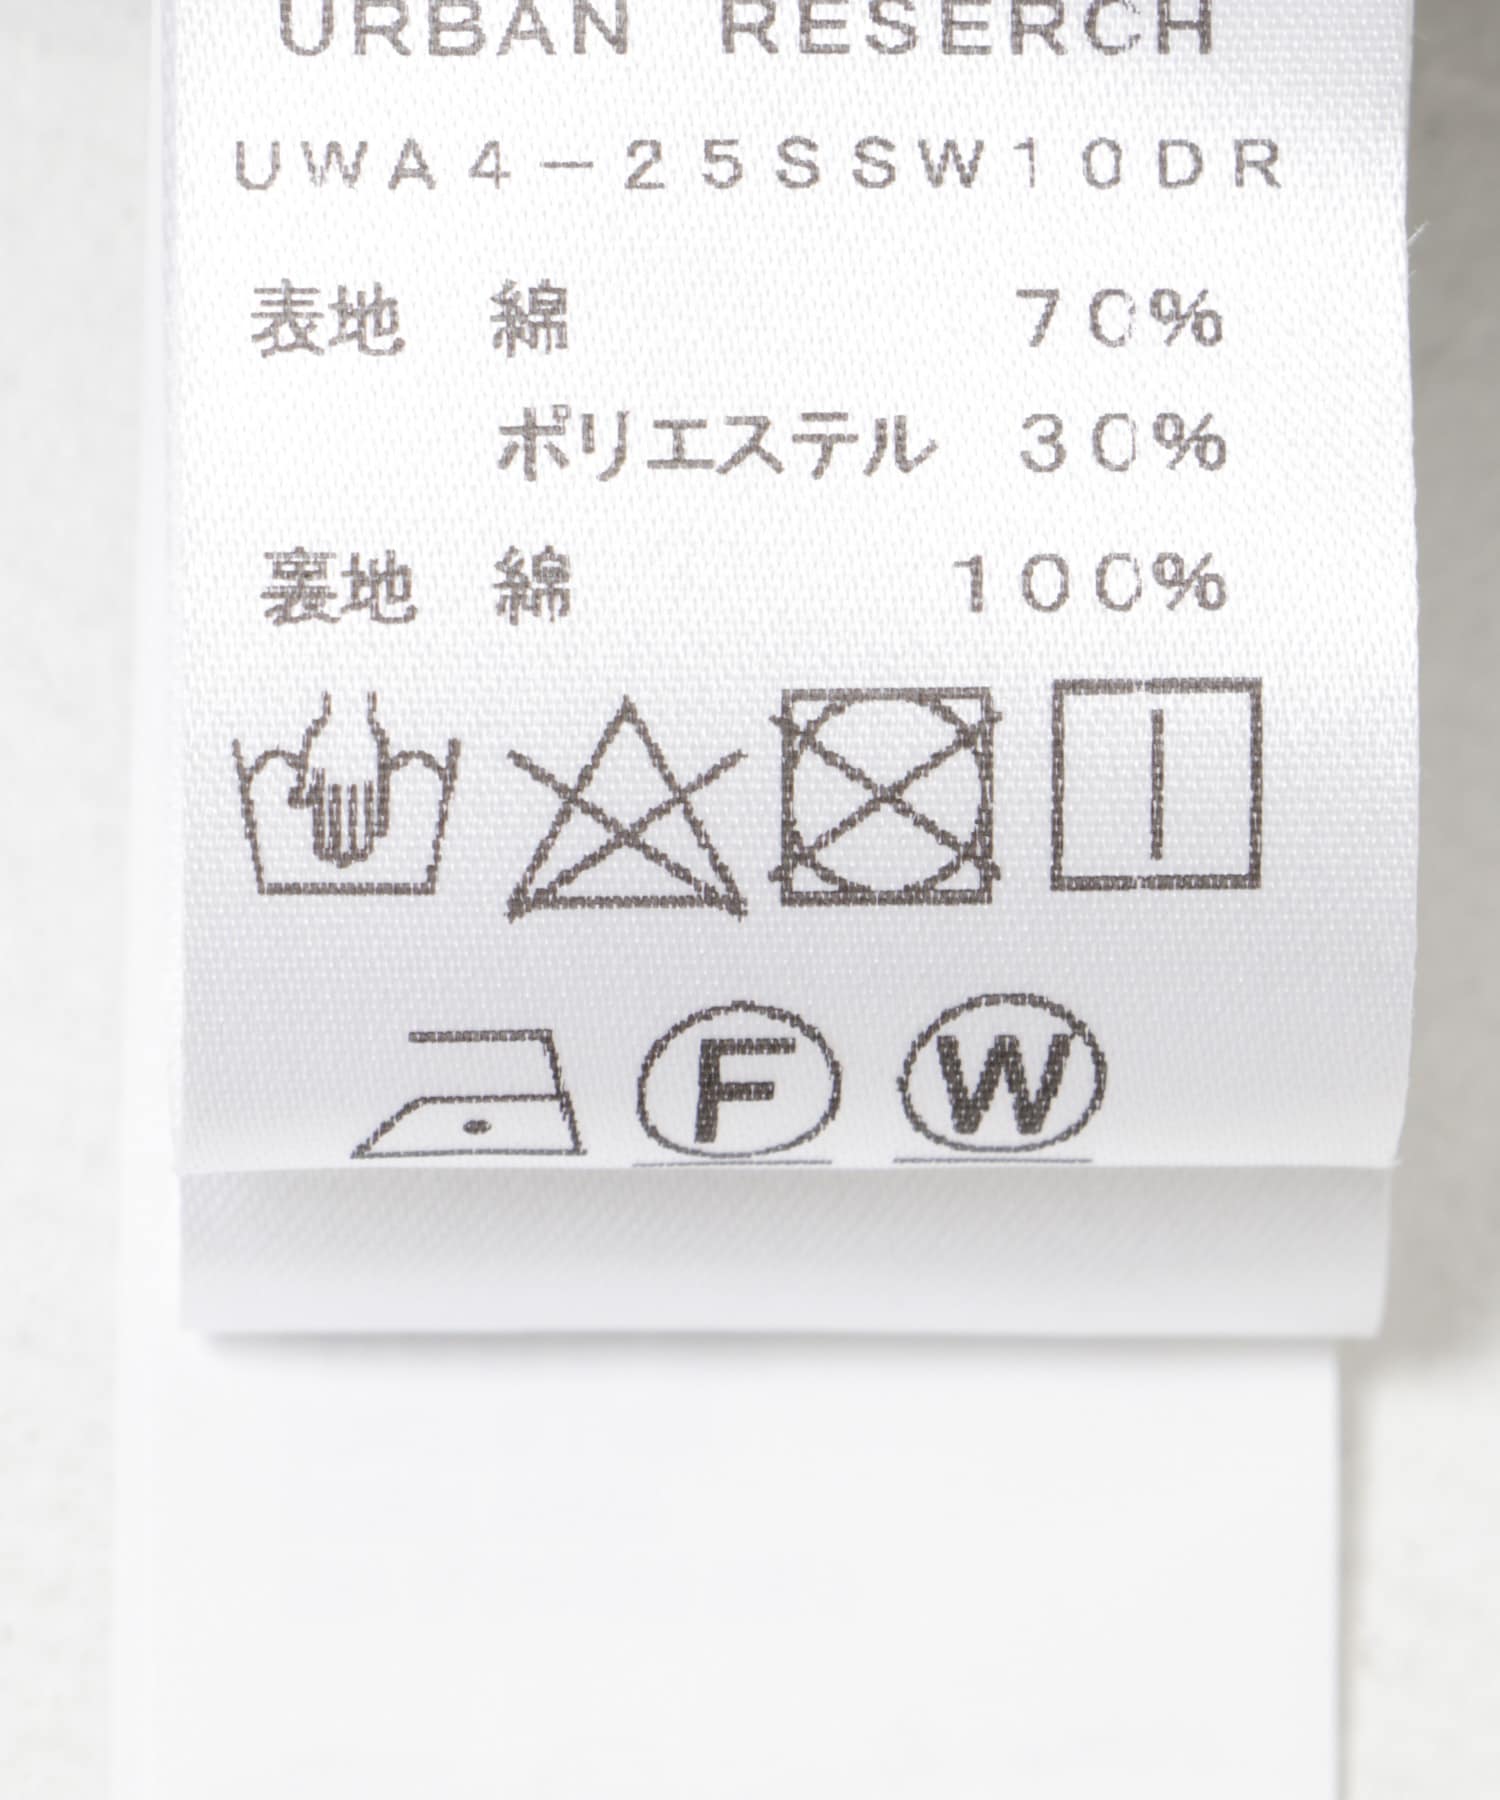 URBAN RESERCH
UWA4-25SSW10DR
表地 綿 70%
ポリエステル 30%
裏地 綿 100%
F W